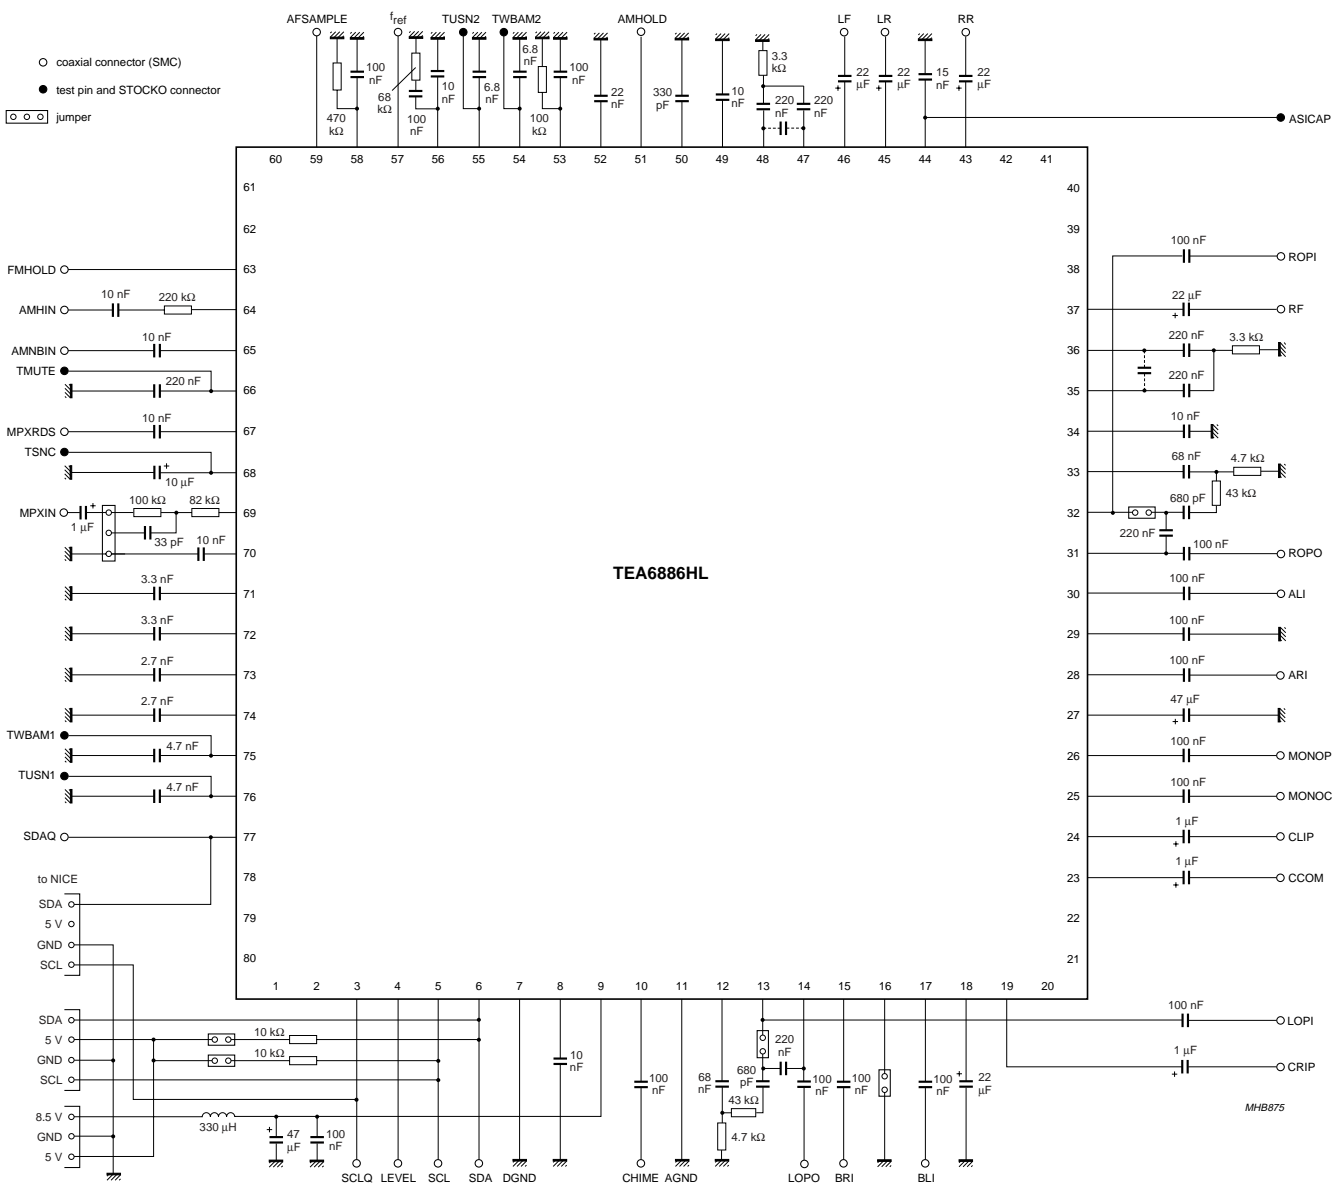 AFSAMPLE
fref
TUSN2
TWBAM2
AMHOLD
LF
LR
RR
coaxial connector (SMC)
test pin and STOCKO connector
jumper
470 kΩ
100 nF
68 kΩ
100 nF
10 nF
6.8 nF
6.8 nF
100 kΩ
100 nF
22 nF
330 pF
10 nF
3.3 kΩ
220 nF
220 nF
22 μF +
22 μF +
15 nF
22 μF +
ASICAP
60 59 58 57 56 55 54 53 52 51 50 49 48 47 46 45 44 43 42 41
61
62
63
64
65
66
67
68
69
70
71
72
73
74
75
76
77
78
79
80
FMHOLD
AMHIN 10 nF 220 kΩ
AMNBIN 10 nF
TMUTE
220 nF
MPXRDS 10 nF
TSNC
+ 10 μF
MPXIN 1 μF + 100 kΩ 82 kΩ
33 pF 10 nF
3.3 nF
3.3 nF
2.7 nF
2.7 nF
TWBAM1
4.7 nF
TUSN1
4.7 nF
SDAQ
to NICE
SDA
5 V
GND
SCL
SDA
5 V 10 kΩ
GND 10 kΩ
SCL
8.5 V
GND
5 V
330 μH
+ 47 μF
100 nF
TEA6886HL
40
39
38
37
36
35
34
33
32
31
30
29
28
27
26
25
24
23
22
21
100 nF ROPI
22 μF + RF
220 nF 3.3 kΩ
220 nF
10 nF
68 nF 4.7 kΩ
680 pF 43 kΩ
220 nF 100 nF ROPO
100 nF ALI
100 nF
100 nF ARI
47 μF +
100 nF MONOP
100 nF MONOC
1 μF + CLIP
1 μF + CCOM
1 2 3 4 5 6 7 8 9 10 11 12 13 14 15 16 17 18 19 20
10 nF
100 nF
68 nF
43 kΩ
4.7 kΩ
680 pF
220 nF
100 nF
100 nF
100 nF
+ 22 μF
100 nF LOPI
1 μF + CRIP
MHB875
SCLQ LEVEL SCL SDA DGND CHIME AGND LOPO BRI BLI